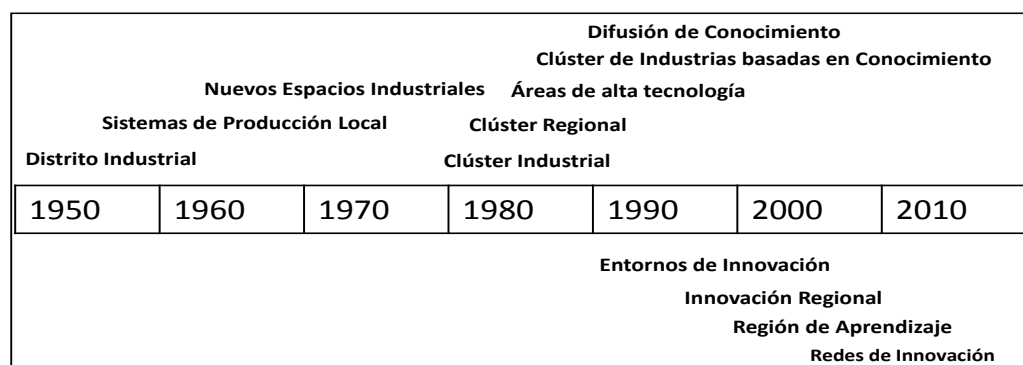 Difusión de Conocimiento
Clúster de Industrias basadas en Conocimiento
Nuevos Espacios Industriales Áreas de alta tecnología
Sistemas de Producción Local Clúster Regional
Distrito Industrial Clúster Industrial
1950 1960 1970 1980 1990 2000 2010
Entornos de Innovación
Innovación Regional
Región de Aprendizaje
Redes de Innovación